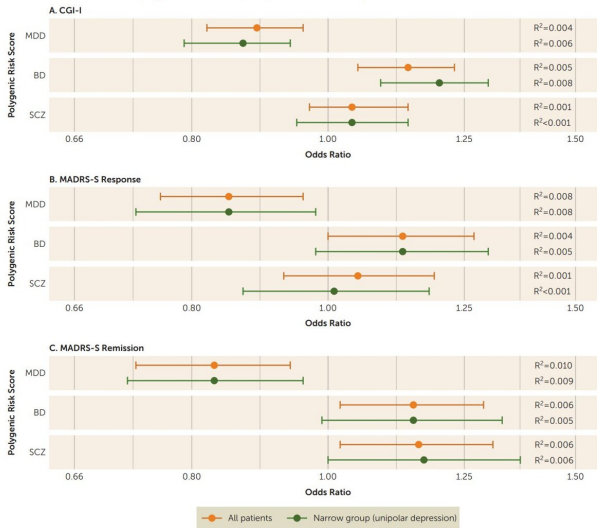 A. CGI-I
Polygenic Risk Score
MDD
R²=0.004
R²=0.006
BD
R²=0.005
R²=0.008
SCZ
R²=0.001
R²<0.001
0.66 0.80 1.00 1.25 1.50
Odds Ratio
B. MADRS-S Response
Polygenic Risk Score
MDD
R²=0.008
R²=0.008
BD
R²=0.004
R²=0.005
SCZ
R²=0.001
R²<0.001
0.66 0.80 1.00 1.25 1.50
Odds Ratio
C. MADRS-S Remission
Polygenic Risk Score
MDD
R²=0.010
R²=0.009
BD
R²=0.006
R²=0.005
SCZ
R²=0.006
R²=0.006
0.66 0.80 1.00 1.25 1.50
Odds Ratio
All patients Narrow group (unipolar depression)